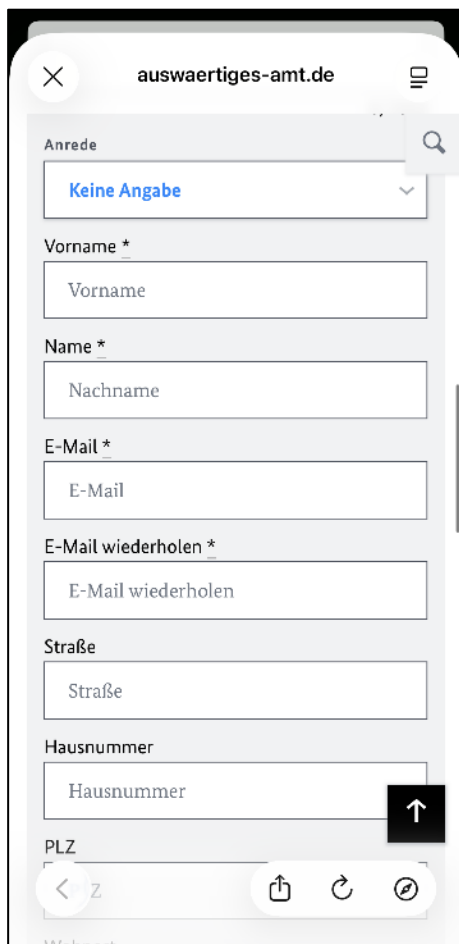 auswaertiges-amt.de
Anrede
Keine Angabe
Vorname *
Vorname
Name *
Nachname
E-Mail *
E-Mail
E-Mail wiederholen *
E-Mail wiederholen
Straße
Straße
Hausnummer
Hausnummer
PLZ
Wohnort